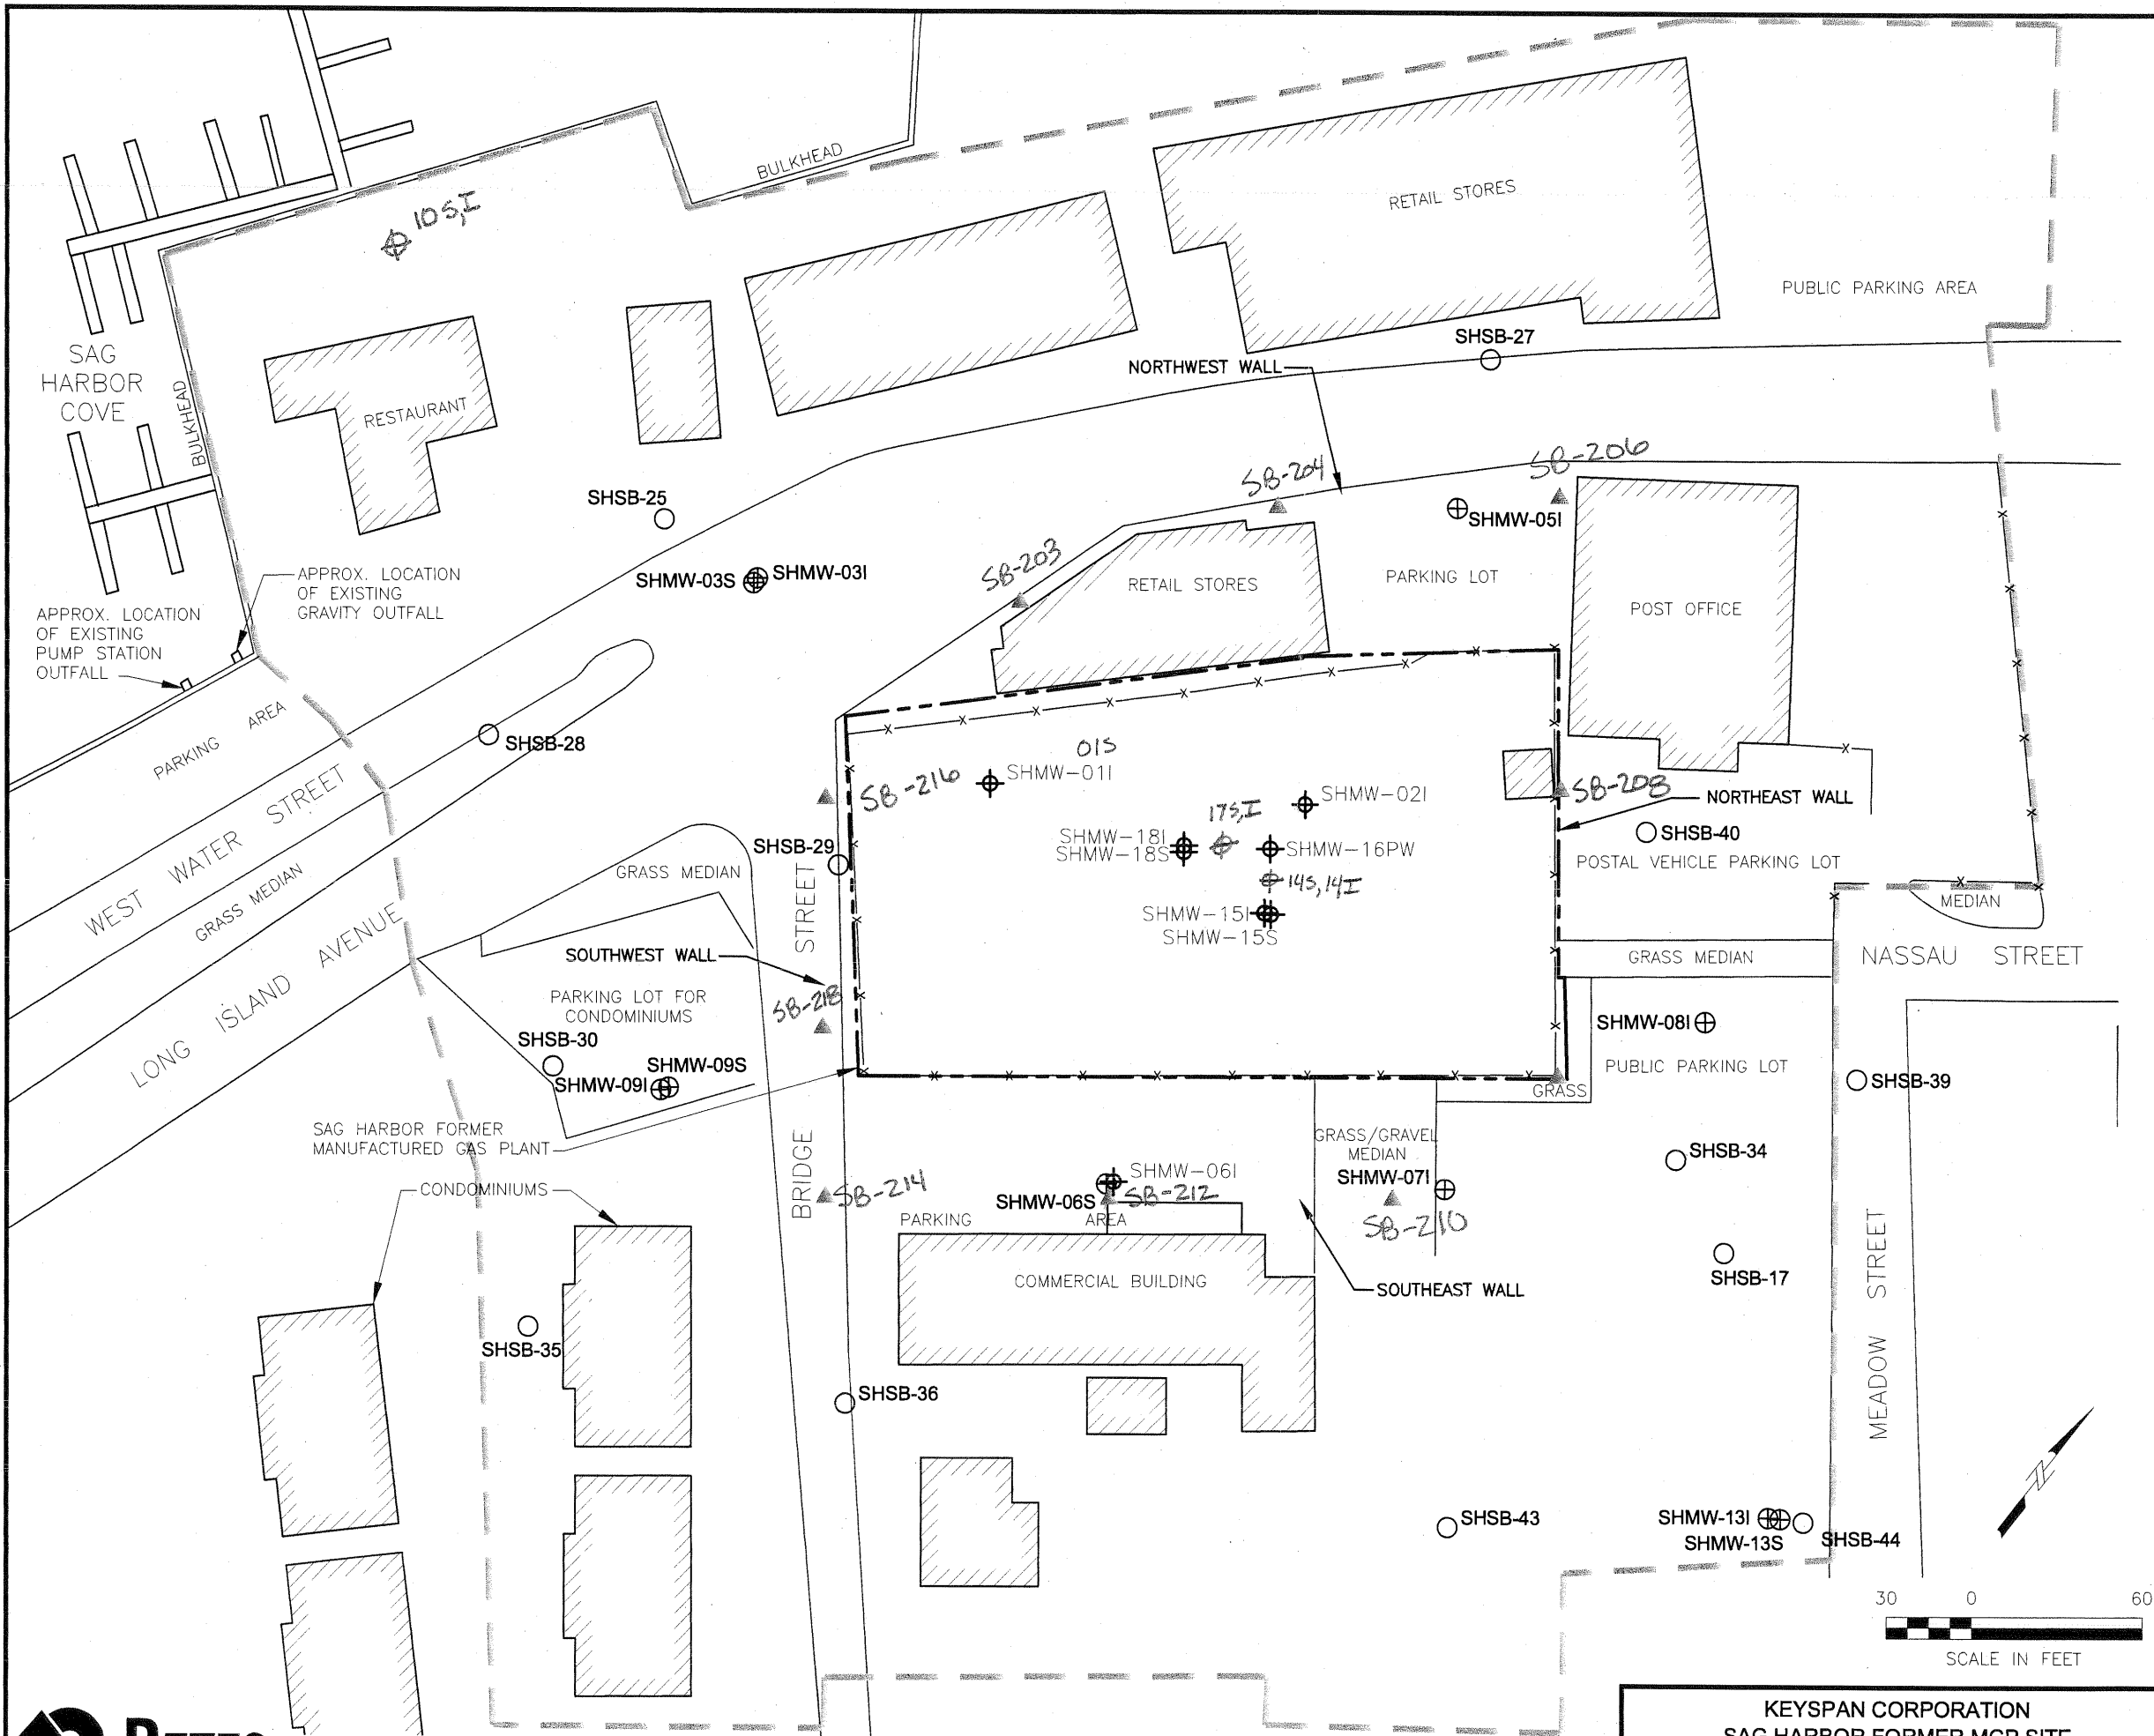 10S,I
BULKHEAD
RETAIL STORES
PUBLIC PARKING AREA
SAG
HARBOR
COVE
BULKHEAD
RESTAURANT
SHSB-27
NORTHWEST WALL
SB-204
SB-206
SHSB-25
SHMW-05I
SHMW-03S
SHMW-03I
SB-203
RETAIL STORES
PARKING LOT
POST OFFICE
APPROX. LOCATION
OF EXISTING
GRAVITY OUTFALL
APPROX. LOCATION
OF EXISTING
PUMP STATION
OUTFALL
PARKING AREA
SHSB-28
WEST WATER STREET
GRASS MEDIAN
LONG ISLAND AVENUE
01S
SHMW-01I
SB-216
SHMW-02I
17S,I
SHMW-18I
SHMW-18S
SHMW-16PW
14S,14I
SHMW-15I
SHMW-15S
SB-208
NORTHEAST WALL
SHSB-40
POSTAL VEHICLE PARKING LOT
MEDIAN
SHSB-29
GRASS MEDIAN
BRIDGE STREET
SOUTHWEST WALL
GRASS MEDIAN
NASSAU STREET
PARKING LOT FOR
CONDOMINIUMS
SB-218
SHSB-30
SHMW-09S
SHMW-09I
SHMW-08I
PUBLIC PARKING LOT
SHSB-39
GRASS
SAG HARBOR FORMER
MANUFACTURED GAS PLANT
GRASS/GRAVEL
MEDIAN
SHSB-34
CONDOMINIUMS
SB-214
SHMW-06I
SHMW-06S
SB-212
SHMW-07I
SB-210
PARKING AREA
COMMERCIAL BUILDING
SOUTHEAST WALL
SHSB-17
MEADOW STREET
SHSB-35
SHSB-36
SHSB-43
SHMW-13I
SHMW-13S
SHSB-44
N
30 0 60
SCALE IN FEET
KEYSPAN CORPORATION
SAG HARBOR FORMER MGP SITE